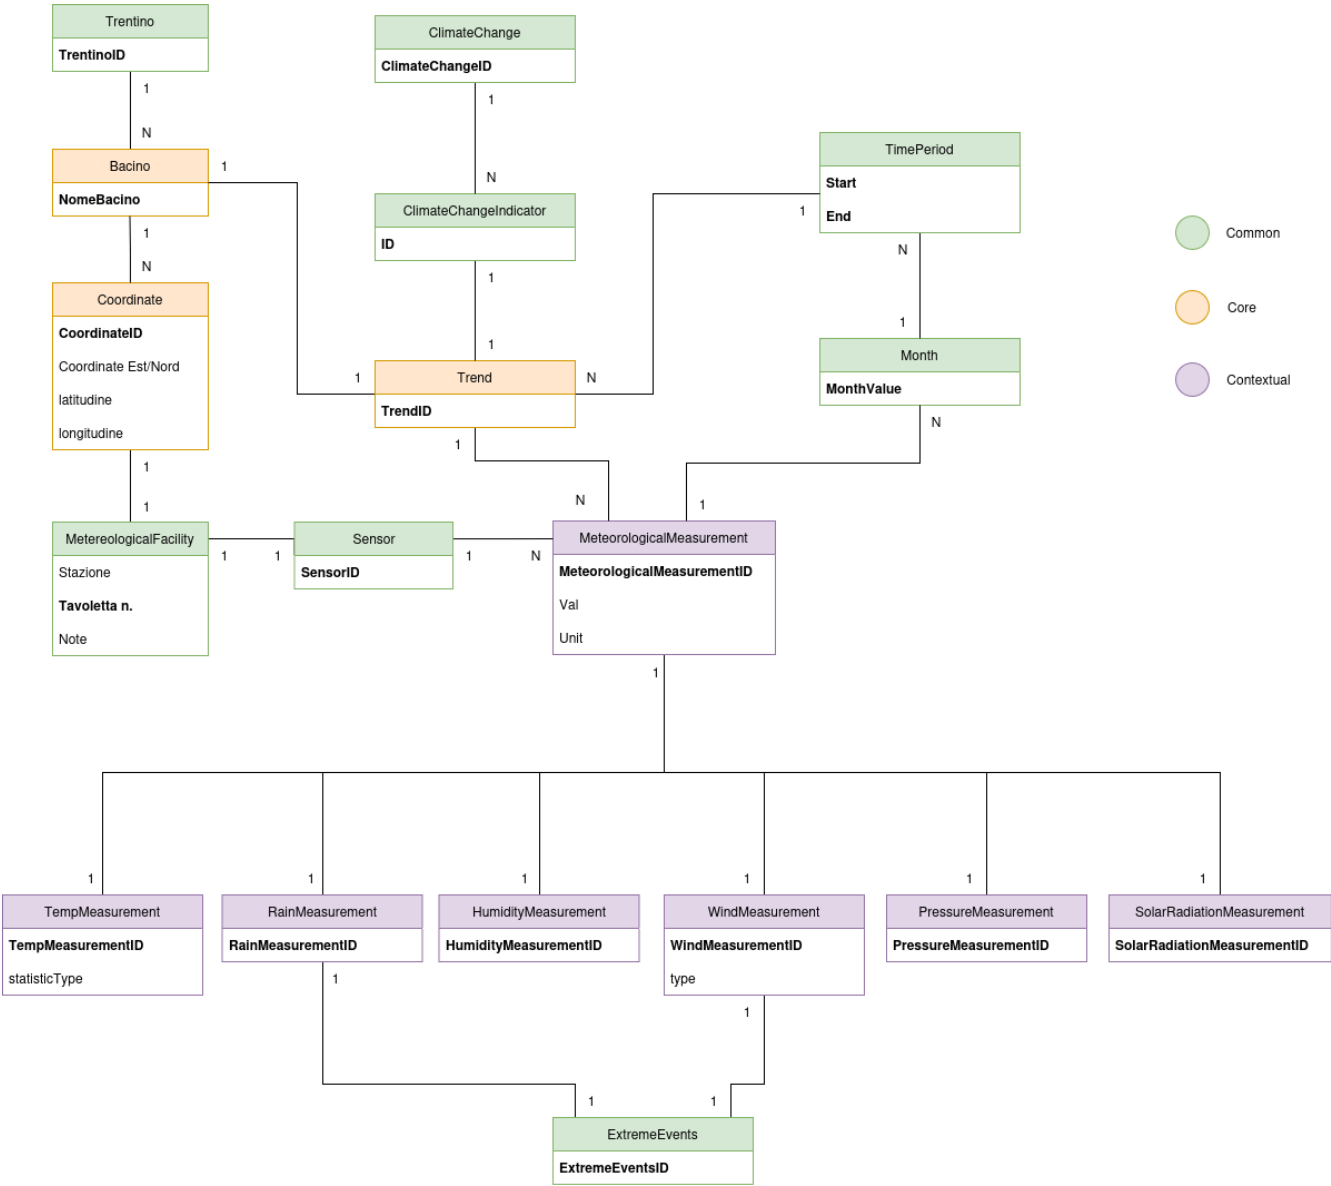 Trentino
TrentinoID
1
N
Bacino
NomeBacino
1
1
N
Coordinate
CoordinateID
Coordinate Est/Nord
latitudine
longitudine
1
1
MetereologicalFacility
Stazione
Tavoletta n.
Note
1
1
Sensor
SensorID
1
N
ClimateChange
ClimateChangeID
1
N
ClimateChangeIndicator
ID
1
1
1
Trend
TrendID
N
1
N
TimePeriod
Start
End
1
N
1
Month
MonthValue
N
1
MeteorologicalMeasurement
MeteorologicalMeasurementID
Val
Unit
1
Common
Core
Contextual
1
TempMeasurement
TempMeasurementID
statisticType
1
RainMeasurement
RainMeasurementID
1
1
HumidityMeasurement
HumidityMeasurementID
1
WindMeasurement
WindMeasurementID
type
1
1
PressureMeasurement
PressureMeasurementID
1
SolarRadiationMeasurement
SolarRadiationMeasurementID
1
1
ExtremeEvents
ExtremeEventsID